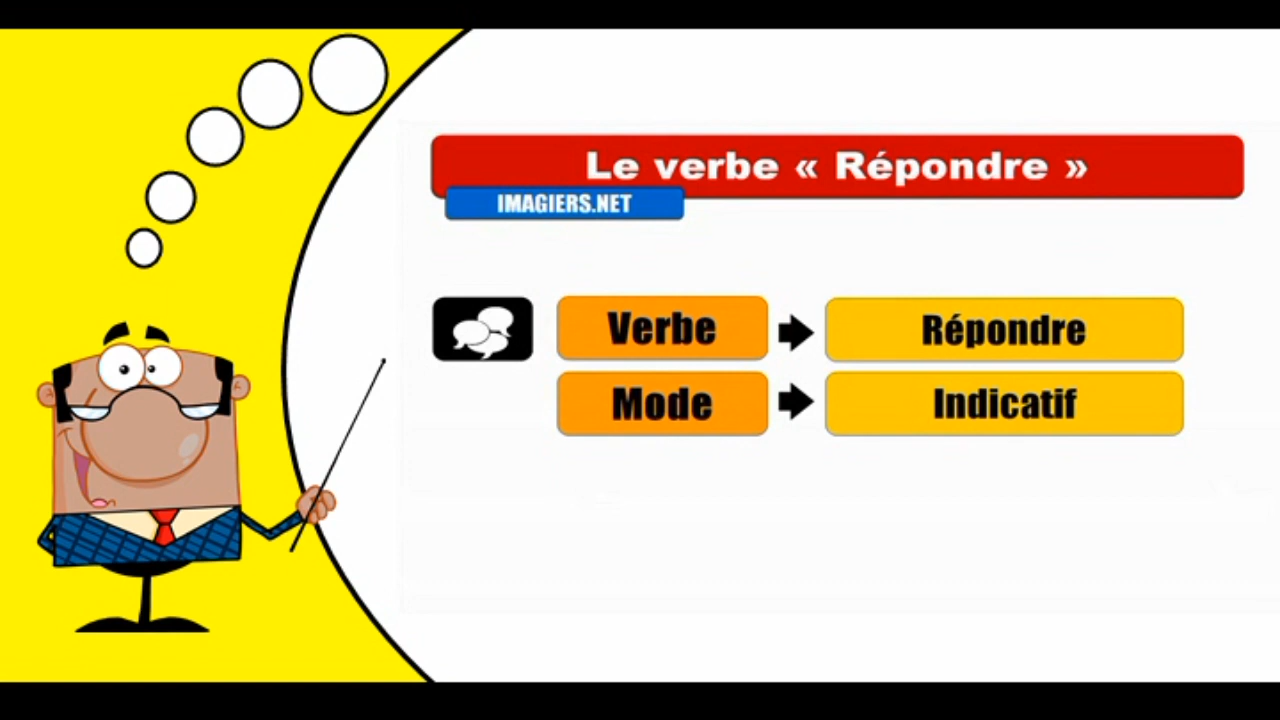 Le verbe « Répondre »
IMAGIERS.NET
Verbe Répondre
Mode Indicatif